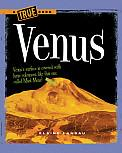 A TRUE BOOK
Venus
Venus's surface is covered with
huge volcanoes, like this one,
called Maat Mons!
ELAINE LANDAU